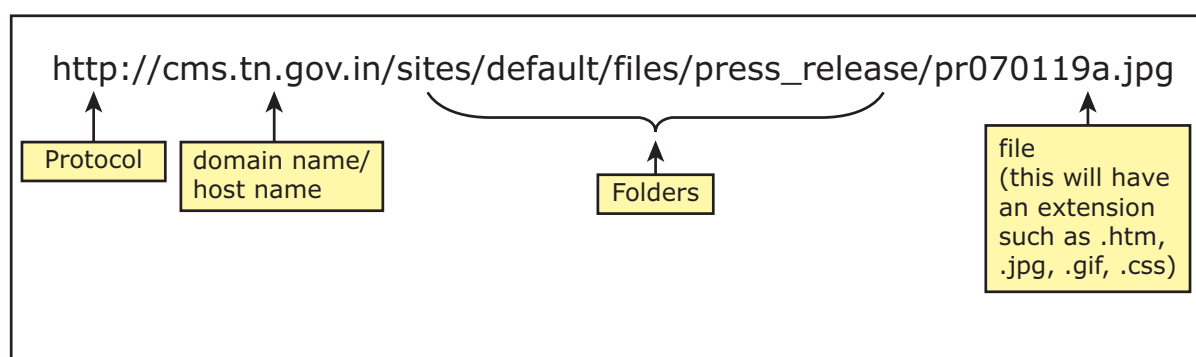 http://cms.tn.gov.in/sites/default/files/press_release/pr070119a.jpg
Protocol
domain name/
host name
Folders
file
(this will have
an extension
such as .htm,
.jpg, .gif, .css)